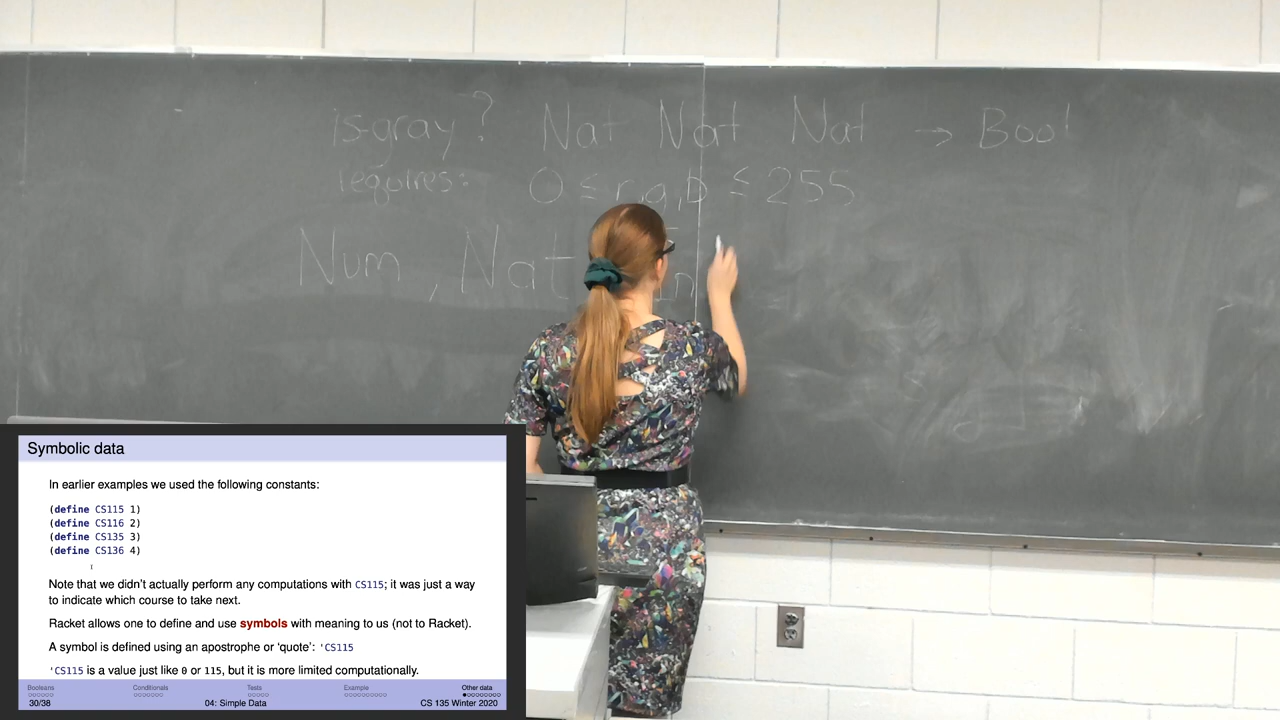 is-gray? Nat Nat Nat → Bool
requires: 0 ≤ r,g,b ≤ 255
Num, Nat In
Symbolic data
In earlier examples we used the following constants:
(define CS115 1)
(define CS116 2)
(define CS135 3)
(define CS136 4)
Note that we didn't actually perform any computations with CS115; it was just a way
to indicate which course to take next.
Racket allows one to define and use symbols with meaning to us (not to Racket).
A symbol is defined using an apostrophe or ‘quote’: 'CS115
'CS115 is a value just like 0 or 115, but it is more limited computationally.
Booleans Conditionals Tests Example Other data
30/38 04: Simple Data CS 135 Winter 2020